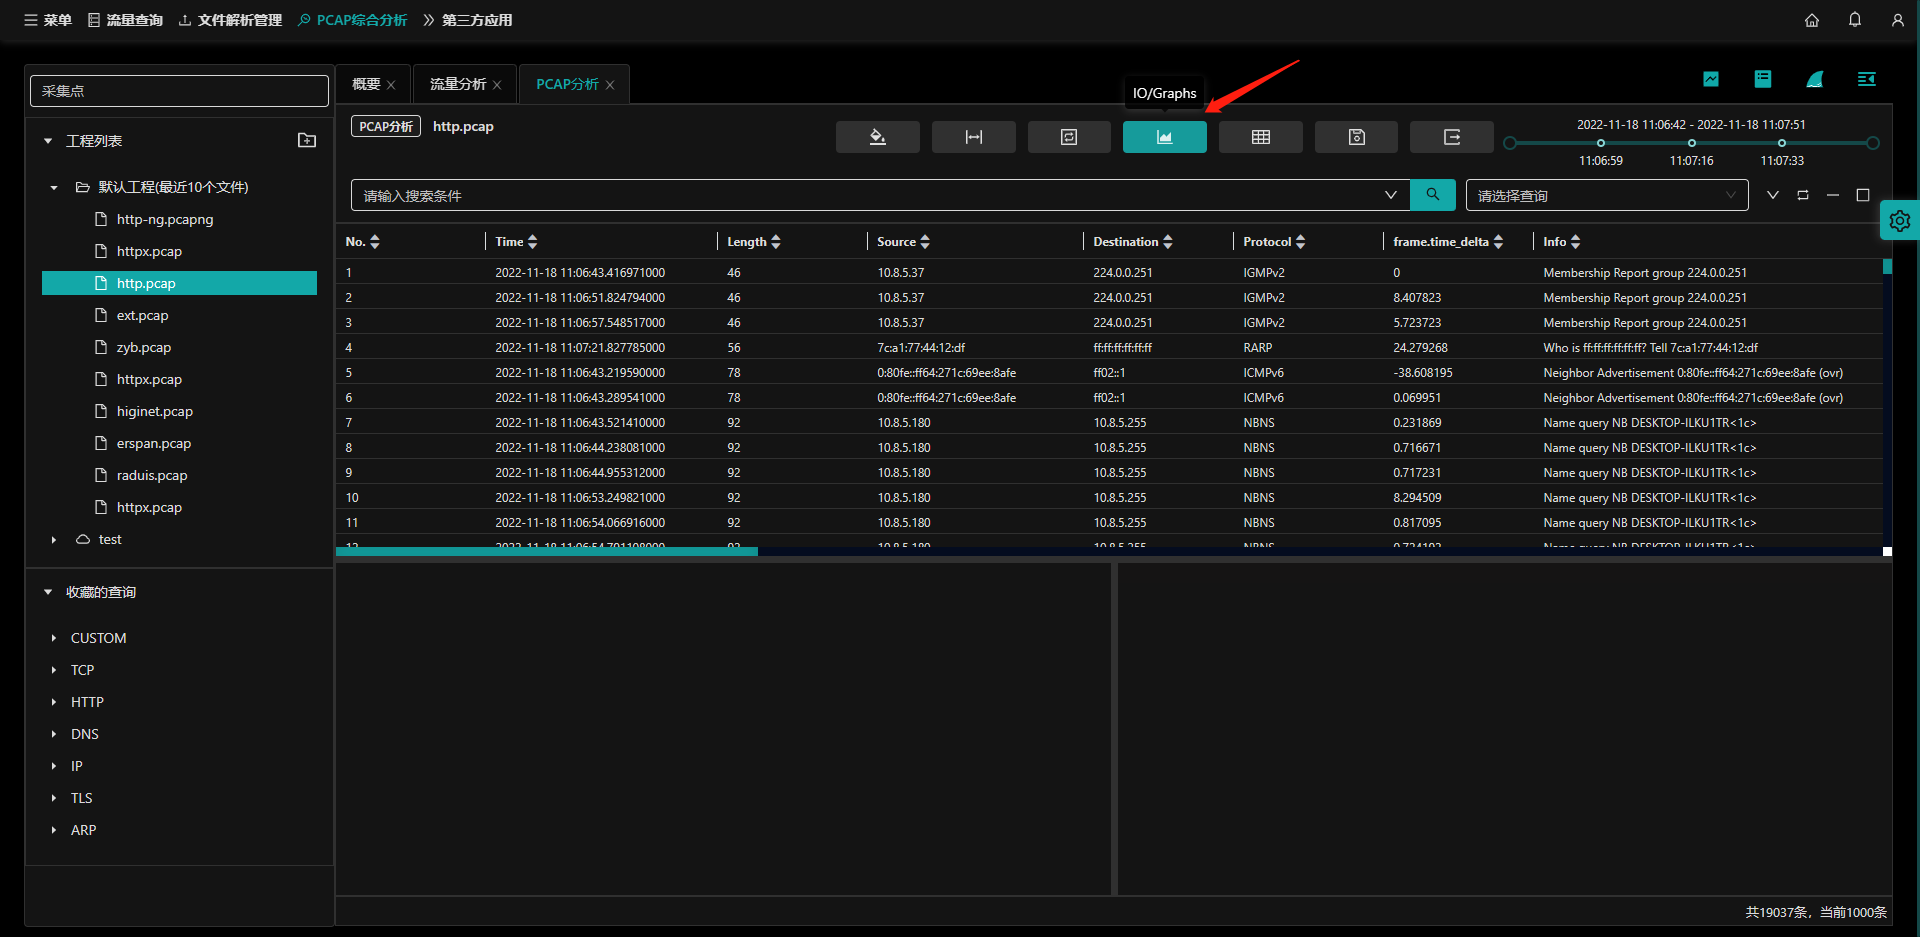 菜单 流量查询 文件解析管理 PCAP综合分析 第三方应用
采集点
工程列表
默认工程(最近10个文件)
http-ng.pcapng
httpx.pcap
http.pcap
ext.pcap
zyb.pcap
httpx.pcap
higinet.pcap
erspan.pcap
raduis.pcap
httpx.pcap
test
收藏的查询
CUSTOM
TCP
HTTP
DNS
IP
TLS
ARP
概要 流量分析 PCAP分析
IO/Graphs
PCAP分析 http.pcap
2022-11-18 11:06:42 - 2022-11-18 11:07:51
11:06:59 11:07:16 11:07:33
请输入搜索条件 请选择查询
No. Time Length Source Destination Protocol frame.time_delta Info
1 2022-11-18 11:06:43.416971000 46 10.8.5.37 224.0.0.251 IGMPv2 0 Membership Report group 224.0.0.251
2 2022-11-18 11:06:51.824794000 46 10.8.5.37 224.0.0.251 IGMPv2 8.407823 Membership Report group 224.0.0.251
3 2022-11-18 11:06:57.548517000 46 10.8.5.37 224.0.0.251 IGMPv2 5.723723 Membership Report group 224.0.0.251
4 2022-11-18 11:07:21.827785000 56 7c:a1:77:44:12:df ff:ff:ff:ff:ff:ff RARP 24.279268 Who is ff:ff:ff:ff:ff:ff? Tell 7c:a1:77:44:12:df
5 2022-11-18 11:06:43.219590000 78 0:80fe::ff64:271c:69ee:8afe ff02::1 ICMPv6 -38.608195 Neighbor Advertisement 0:80fe::ff64:271c:69ee:8afe (ovr)
6 2022-11-18 11:06:43.289541000 78 0:80fe::ff64:271c:69ee:8afe ff02::1 ICMPv6 0.069951 Neighbor Advertisement 0:80fe::ff64:271c:69ee:8afe (ovr)
7 2022-11-18 11:06:43.521410000 92 10.8.5.180 10.8.5.255 NBNS 0.231869 Name query NB DESKTOP-ILKU1TR<1c>
8 2022-11-18 11:06:44.238081000 92 10.8.5.180 10.8.5.255 NBNS 0.716671 Name query NB DESKTOP-ILKU1TR<1c>
9 2022-11-18 11:06:44.955312000 92 10.8.5.180 10.8.5.255 NBNS 0.717231 Name query NB DESKTOP-ILKU1TR<1c>
10 2022-11-18 11:06:53.249821000 92 10.8.5.180 10.8.5.255 NBNS 8.294509 Name query NB DESKTOP-ILKU1TR<1c>
11 2022-11-18 11:06:54.066916000 92 10.8.5.180 10.8.5.255 NBNS 0.817095 Name query NB DESKTOP-ILKU1TR<1c>
12 92 10.8.5.180 10.8.5.255 NBNS Name query NB DESKTOP-ILKU1TR<1c>
共19037条，当前1000条